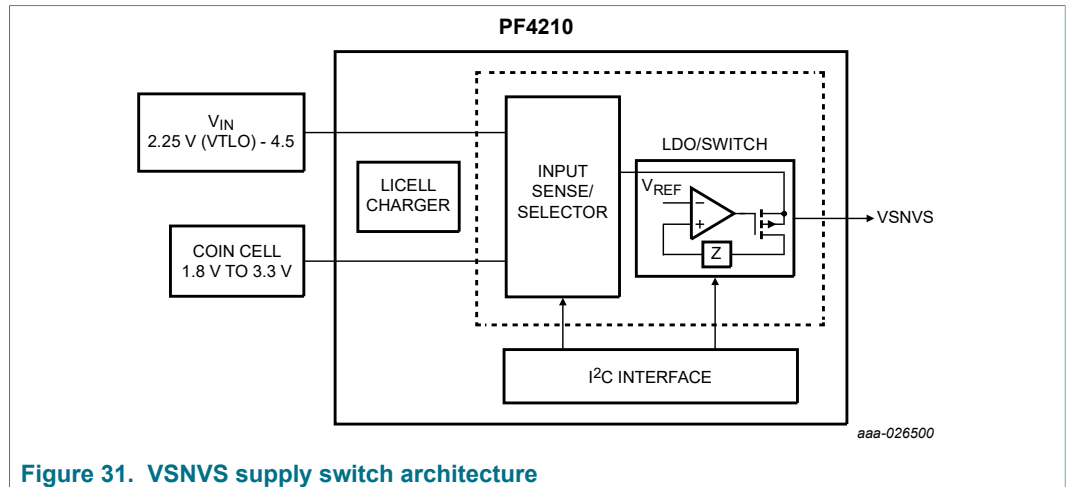 PF4210
VIN
2.25 V (VTLO) - 4.5
LICELL
CHARGER
COIN CELL
1.8 V TO 3.3 V
INPUT
SENSE/
SELECTOR
LDO/SWITCH
VREF
−
+
Z
VSNVS
I2C INTERFACE
aaa-026500
Figure 31. VSNVS supply switch architecture